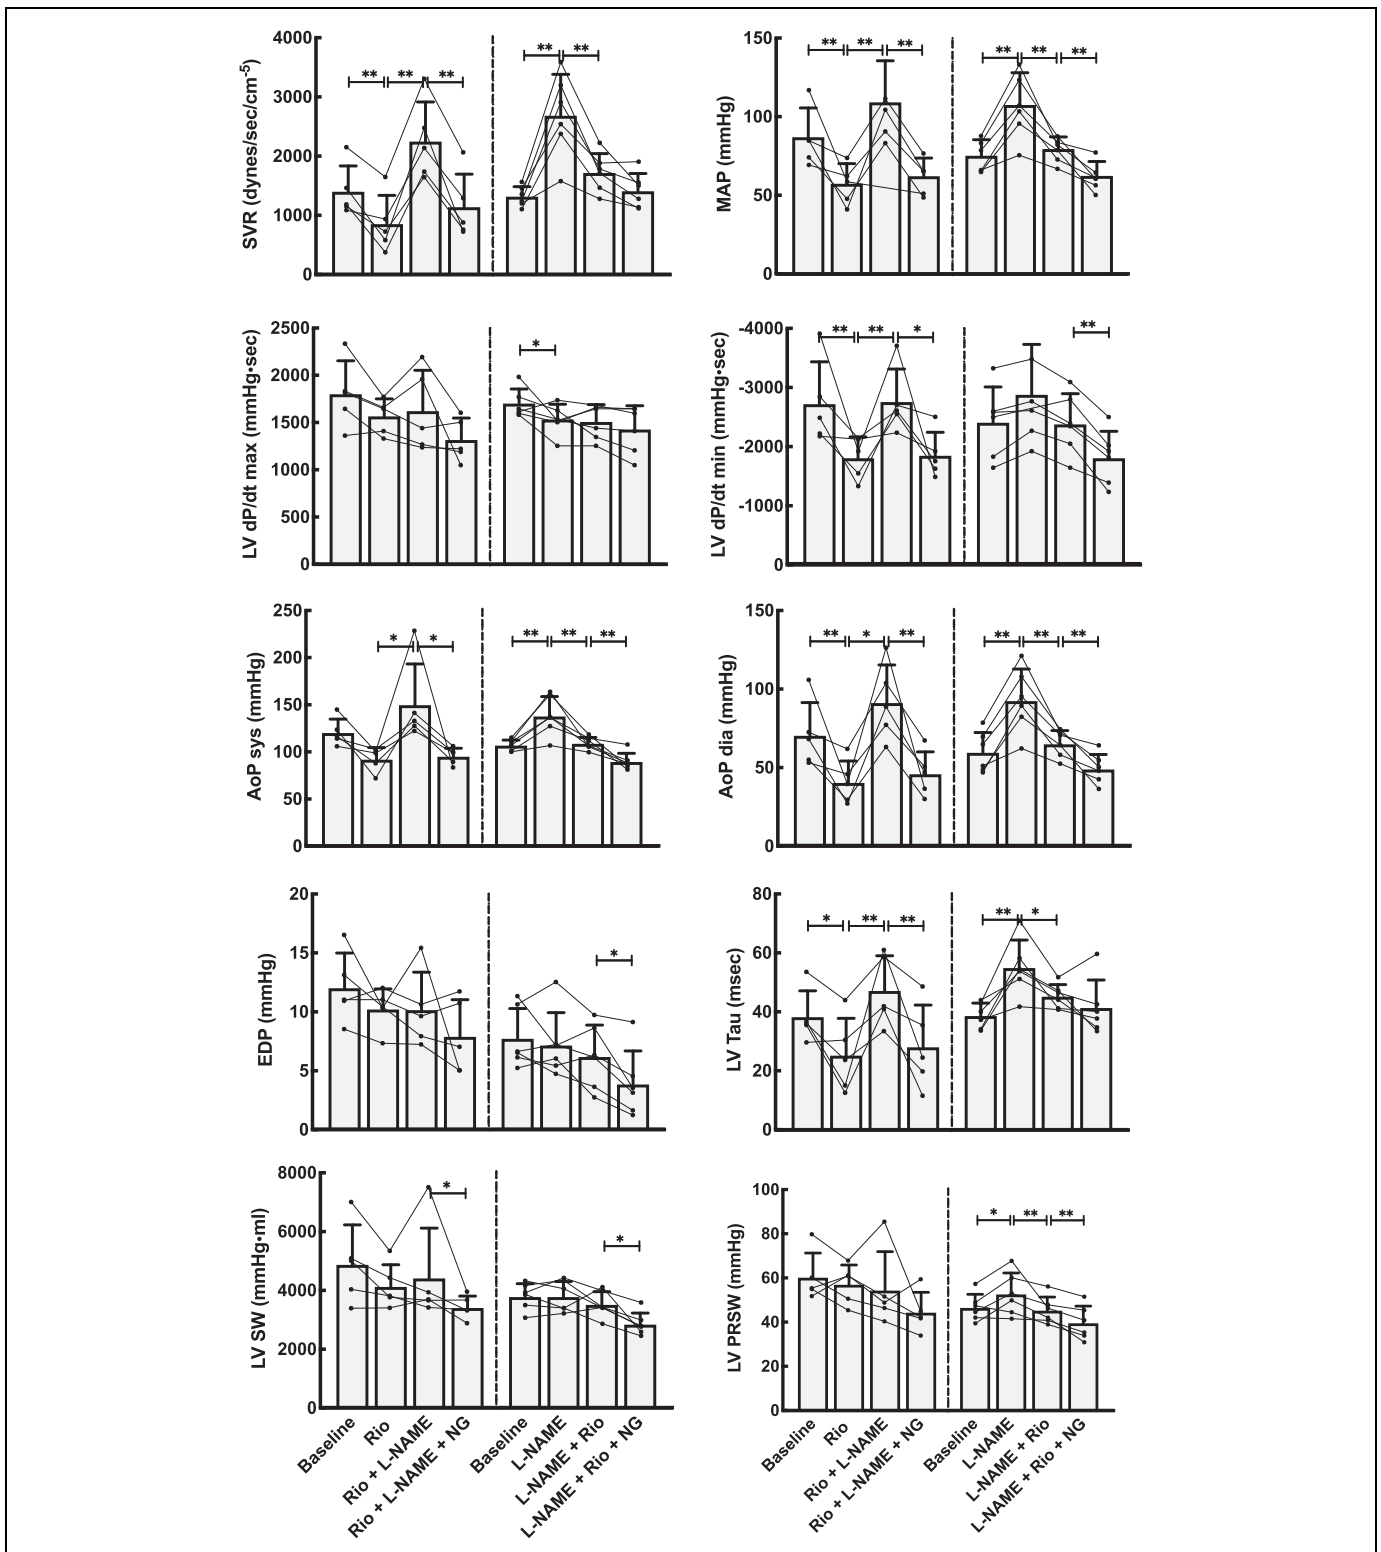 4000
3000
2000
1000
0
SVR (dynes/sec/cm-5)
** ** **
** **
150
100
50
0
MAP (mmHg)
** ** **
** ** **
2500
2000
1500
1000
500
0
LV dP/dt max (mmHg•sec)
*
-4000
-3000
-2000
-1000
0
LV dP/dt min (mmHg•sec)
** ** *
**
250
200
150
100
50
0
AoP sys (mmHg)
* *
** ** **
150
100
50
0
AoP dia (mmHg)
** * **
** ** **
20
15
10
5
0
EDP (mmHg)
*
80
60
40
20
0
LV Tau (msec)
* ** **
** *
8000
6000
4000
2000
0
LV SW (mmHg•ml)
*
*
100
80
60
40
20
0
LV PRSW (mmHg)
* ** **
Baseline
Rio
Rio + L-NAME
Rio + L-NAME + NG
Baseline
L-NAME
L-NAME + Rio
L-NAME + Rio + NG
Baseline
Rio
Rio + L-NAME
Rio + L-NAME + NG
Baseline
L-NAME
L-NAME + Rio
L-NAME + Rio + NG